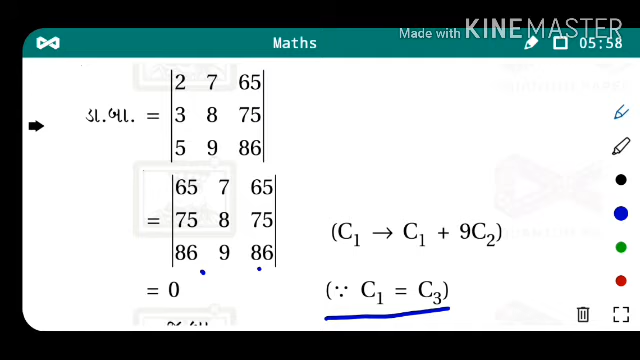 Made with KINEMASTER
Maths
05:58
2 7 65
ડા.બા. = 3 8 75
5 9 86
65 7 65
= 75 8 75 (C₁ → C₁ + 9C₂)
86 9 86
= 0 (∵ C₁ = C₃)